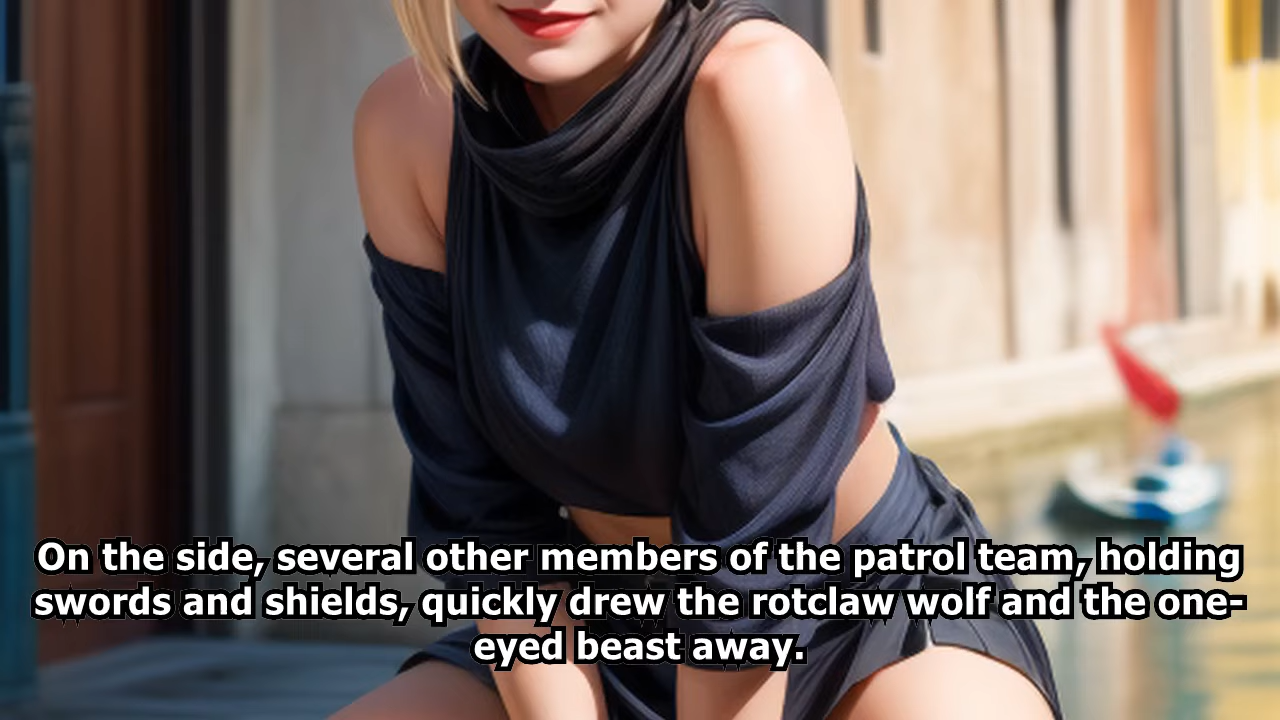 On the side, several other members of the patrol team, holding
swords and shields, quickly drew the rotclaw wolf and the one-
eyed beast away.